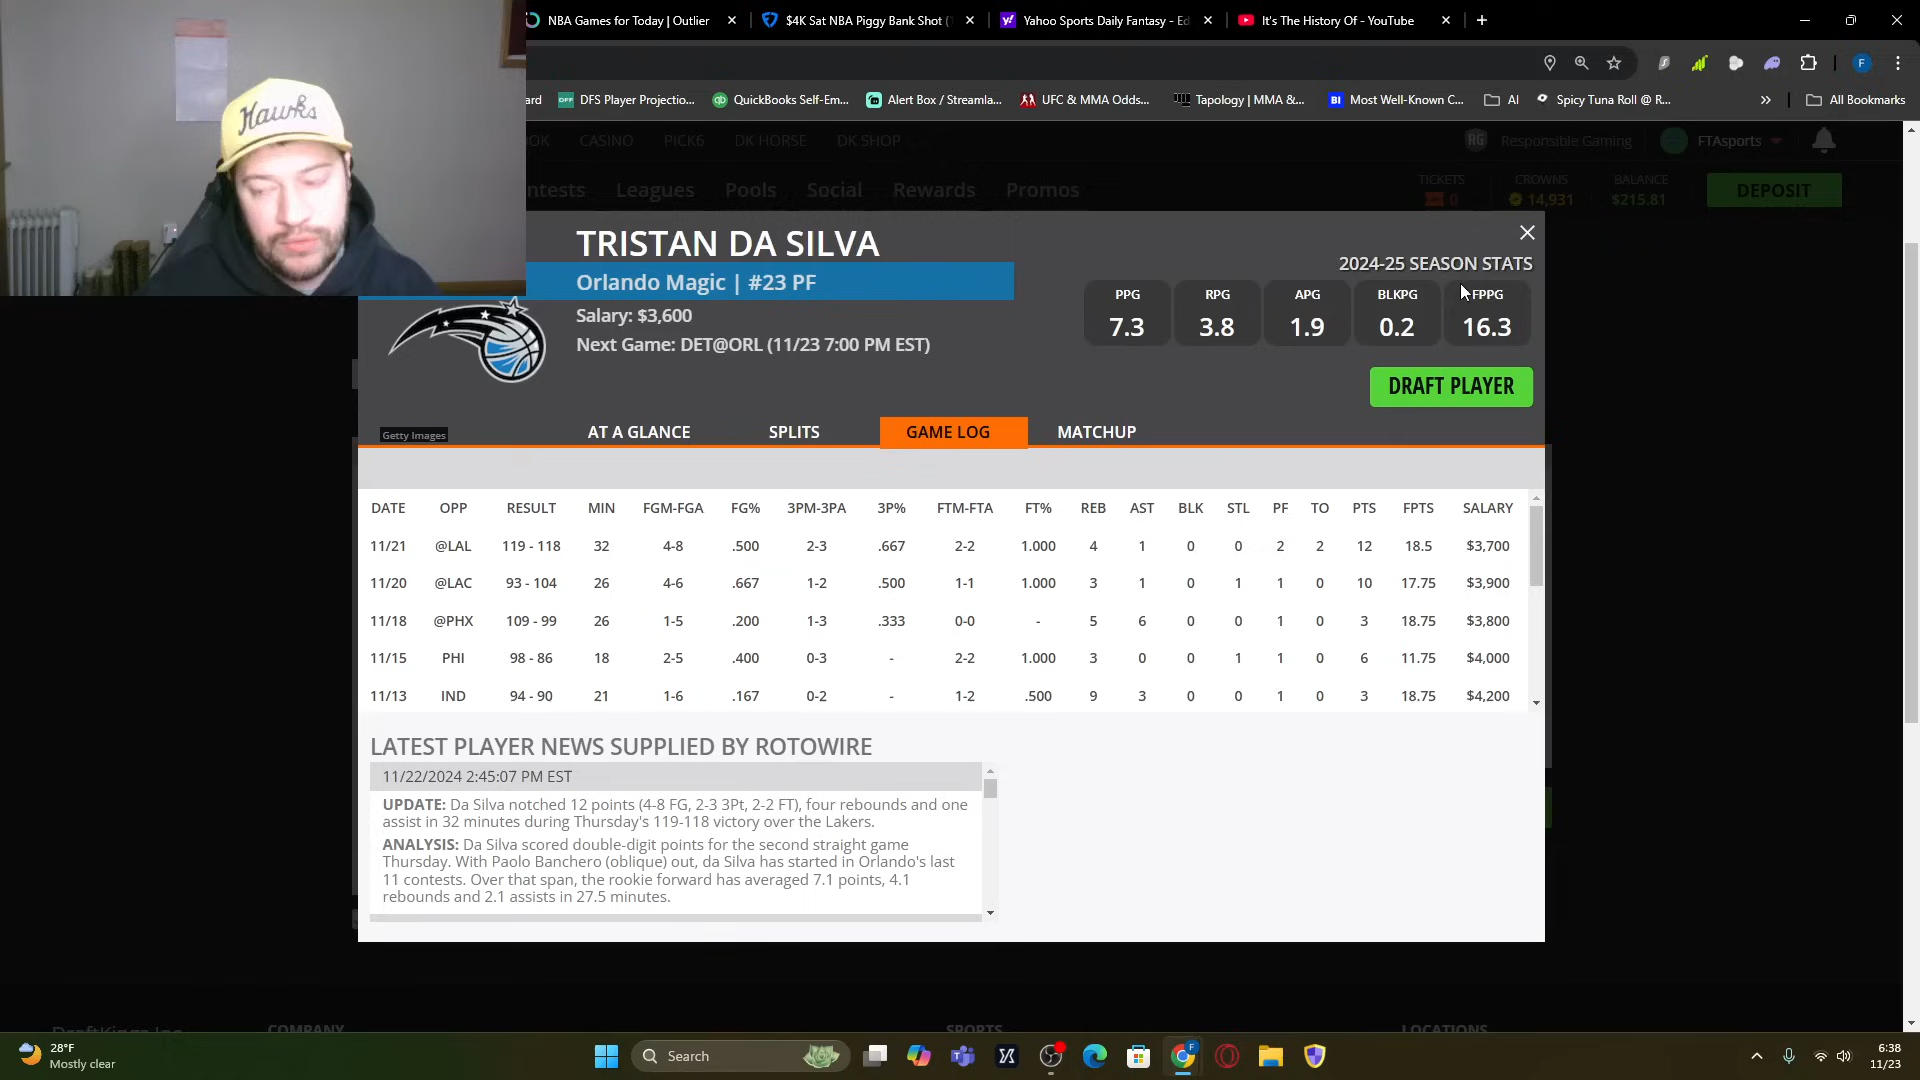 NBA Games for Today | Outlier
$4K Sat NBA Piggy Bank Shot (
Yahoo Sports Daily Fantasy - Ed
It's The History Of - YouTube
ard
DFS Player Projectio...
QuickBooks Self-Em...
Alert Box / Streamla...
UFC & MMA Odds...
Tapology | MMA &...
BI
Most Well-Known C...
AI
Spicy Tuna Roll @ R...
All Bookmarks
F
Hawks
OK
CASINO
PICK6
DK HORSE
DK SHOP
RG
Responsible Gaming
FTAsports
ntests
Leagues
Pools
Social
Rewards
Promos
TICKETS
0
CROWNS
14,931
BALANCE
$215.81
DEPOSIT
TRISTAN DA SILVA
Orlando Magic | #23 PF
Salary: $3,600
Next Game: DET@ORL (11/23 7:00 PM EST)
2024-25 SEASON STATS
PPG RPG APG BLKPG FPPG
7.3 3.8 1.9 0.2 16.3
DRAFT PLAYER
Getty Images
AT A GLANCE SPLITS GAME LOG MATCHUP
DATE OPP RESULT MIN FGM-FGA FG% 3PM-3PA 3P% FTM-FTA FT% REB AST BLK STL PF TO PTS FPTS SALARY
11/21 @LAL 119 - 118 32 4-8 .500 2-3 .667 2-2 1.000 4 1 0 0 2 2 12 18.5 $3,700
11/20 @LAC 93 - 104 26 4-6 .667 1-2 .500 1-1 1.000 3 1 0 1 1 0 10 17.75 $3,900
11/18 @PHX 109 - 99 26 1-5 .200 1-3 .333 0-0 - 5 6 0 0 1 0 3 18.75 $3,800
11/15 PHI 98 - 86 18 2-5 .400 0-3 - 2-2 1.000 3 0 0 1 1 0 6 11.75 $4,000
11/13 IND 94 - 90 21 1-6 .167 0-2 - 1-2 .500 9 3 0 0 1 0 3 18.75 $4,200
LATEST PLAYER NEWS SUPPLIED BY ROTOWIRE
11/22/2024 2:45:07 PM EST
UPDATE: Da Silva notched 12 points (4-8 FG, 2-3 3Pt, 2-2 FT), four rebounds and one
assist in 32 minutes during Thursday's 119-118 victory over the Lakers.
ANALYSIS: Da Silva scored double-digit points for the second straight game
Thursday. With Paolo Banchero (oblique) out, da Silva has started in Orlando's last
11 contests. Over that span, the rookie forward has averaged 7.1 points, 4.1
rebounds and 2.1 assists in 27.5 minutes.
DraftKings Inc.
COMPANY
SPORTS
LOCATIONS
28°F
Mostly clear
Search
6:38
11/23